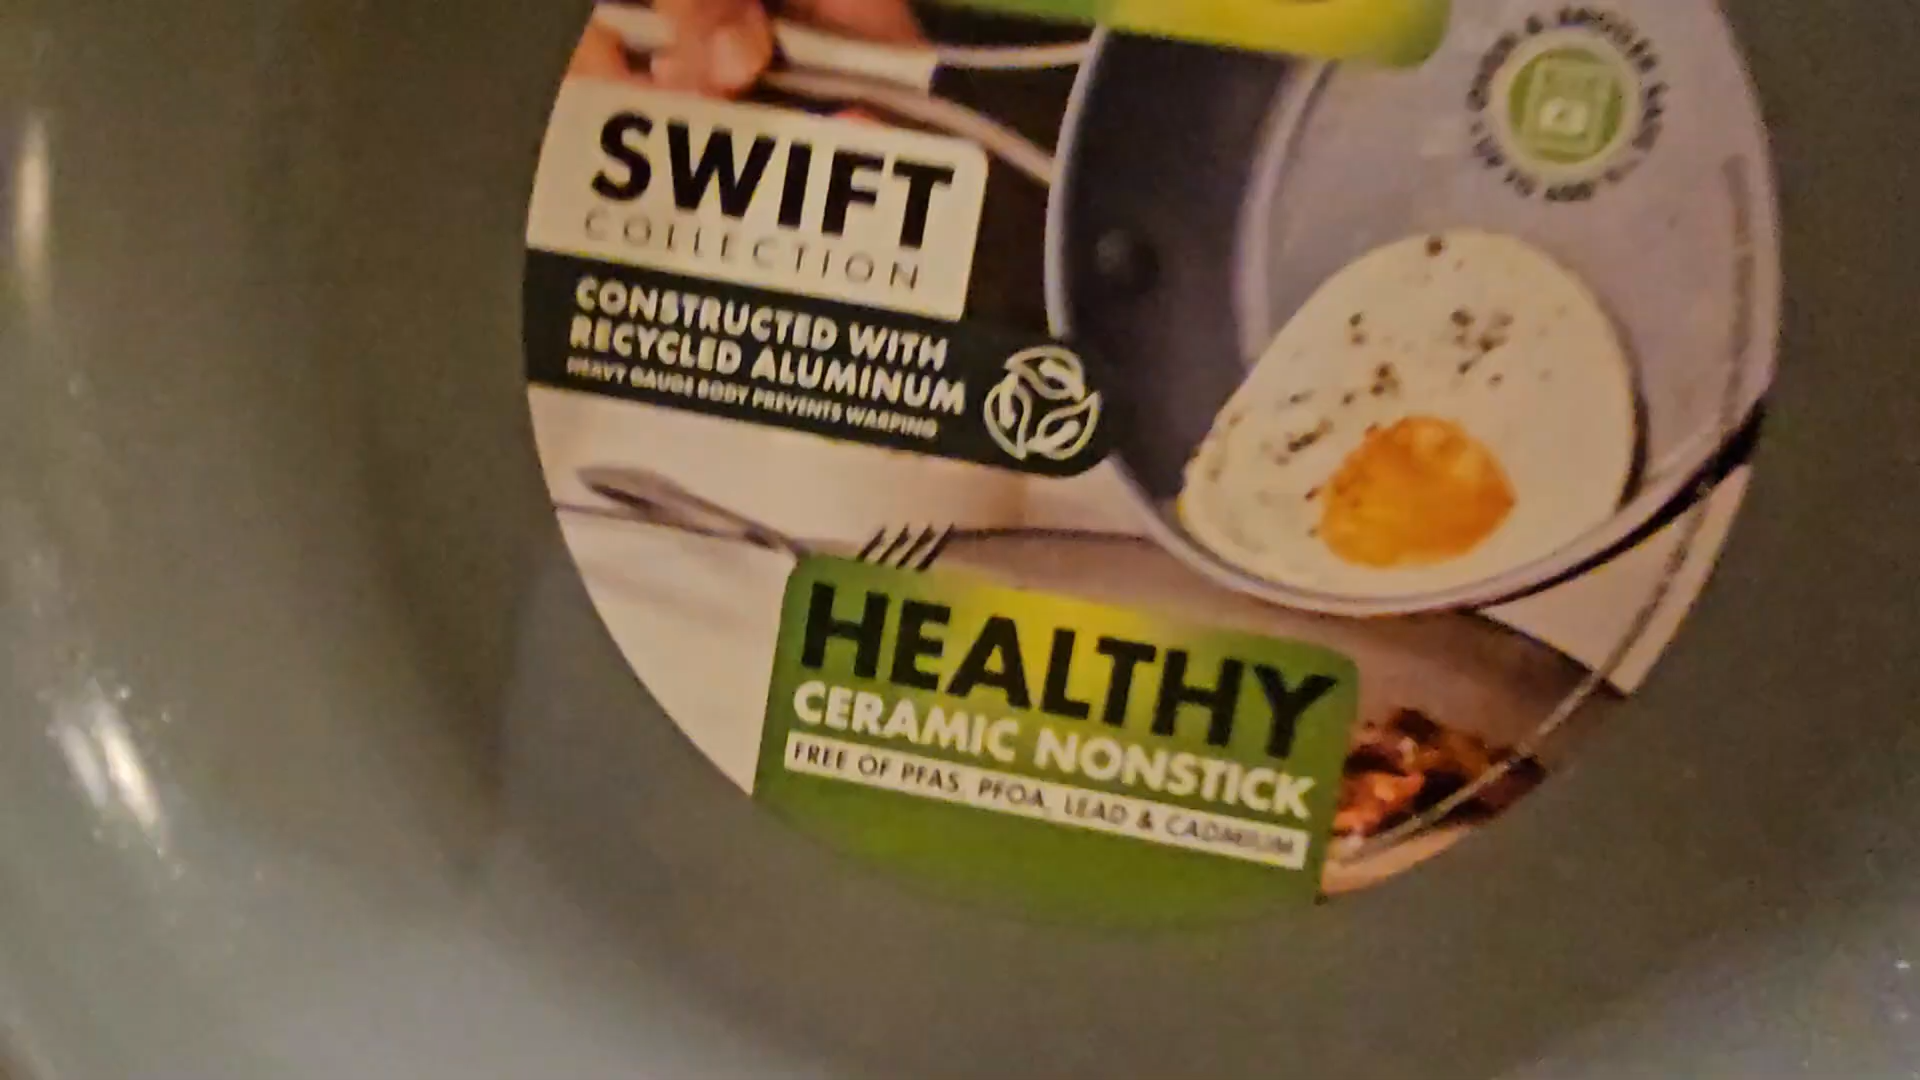 SWIFT
COLLECTION
CONSTRUCTED WITH
RECYCLED ALUMINUM
HEAVY GAUGE BODY PREVENTS WARPING
HEALTHY
CERAMIC NONSTICK
FREE OF PFAS, PFOA, LEAD & CADMIUM